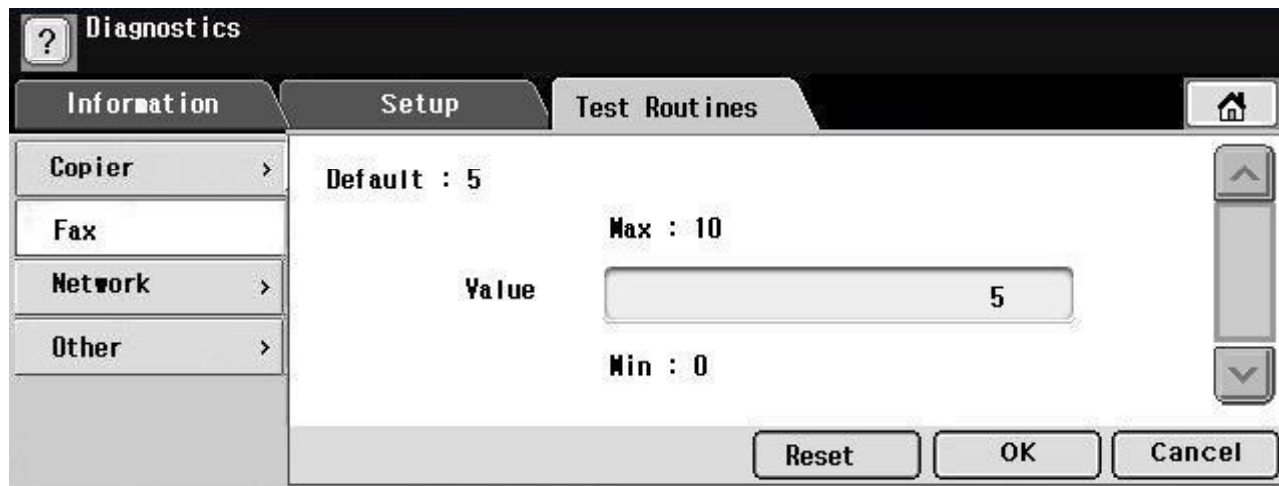 ? Diagnostics
Information Setup Test Routines
Copier >
Default : 5
Fax
Max : 10
Network >
Value 5
Other >
Min : 0
Reset OK Cancel